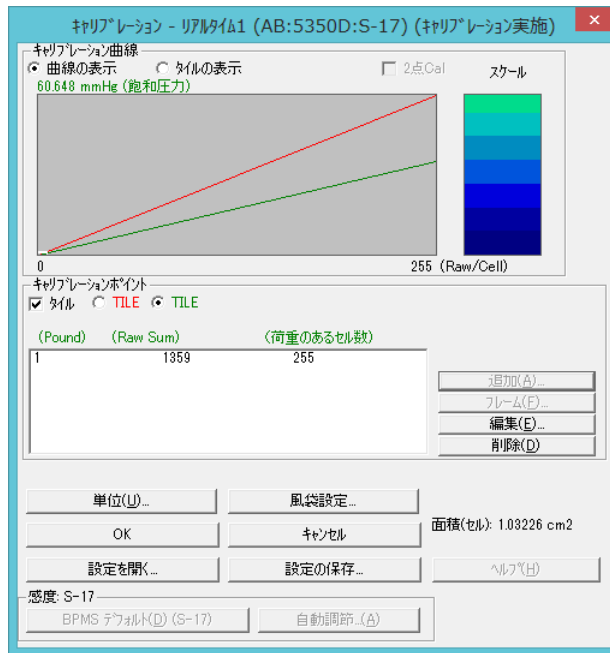 ｷｬﾘﾌﾞﾚｰｼｮﾝ - ﾘｱﾙﾀｲﾑ1 (AB:5350D:S-17) (ｷｬﾘﾌﾞﾚｰｼｮﾝ実施)
ｷｬﾘﾌﾞﾚｰｼｮﾝ曲線
曲線の表示 ﾀｲﾙの表示 2点Cal ｽｹｰﾙ
60.648 mmHg (飽和圧力)
0 255 (Raw/Cell)
ｷｬﾘﾌﾞﾚｰｼｮﾝﾎﾟｲﾝﾄ
ﾀｲﾙ TILE TILE
(Pound) (Raw Sum) (荷重のあるｾﾙ数)
1 1359 255
追加(A)...
フレーム(F)...
編集(E)...
削除(D)
単位(U)... 風袋設定...
OK ｷｬﾝｾﾙ 面積(ｾﾙ): 1.03226 cm2
設定を開く... 設定の保存... ﾍﾙﾌﾟ(H)
感度: S-17
BPMS ﾃﾞﾌｫﾙﾄ(D) (S-17) 自動調節...(A)